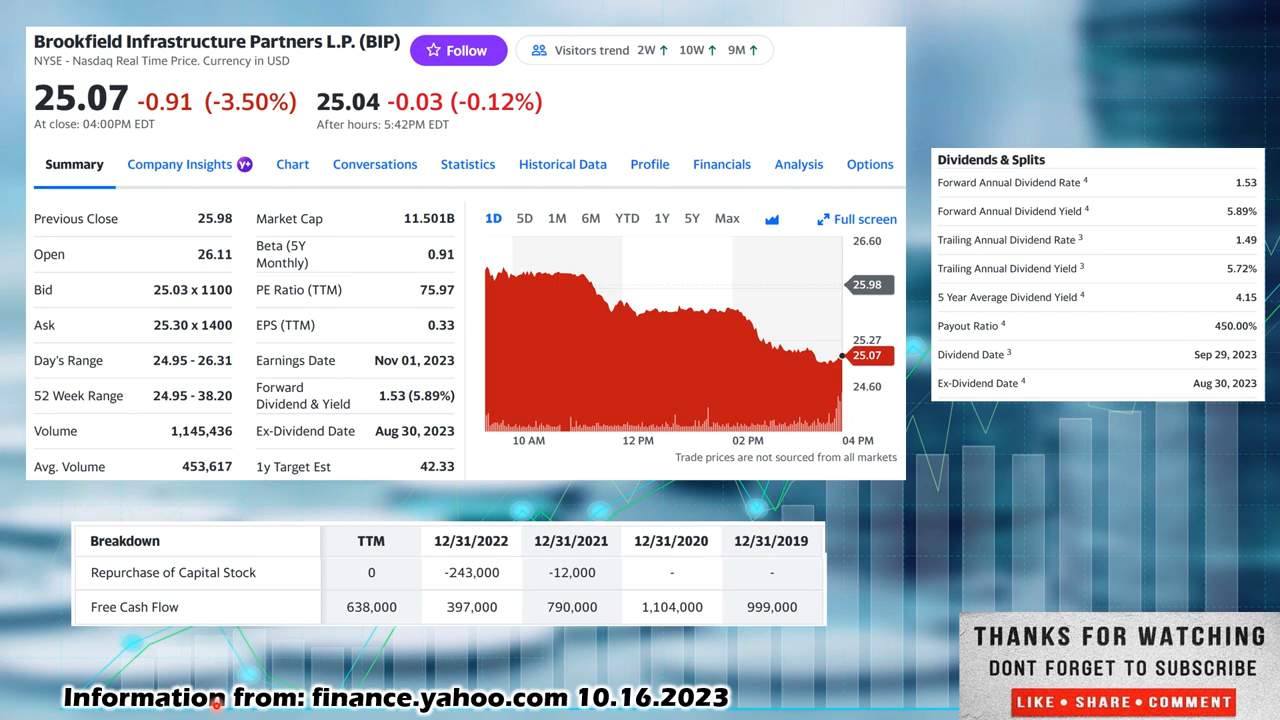 Brookfield Infrastructure Partners L.P. (BIP)
Follow
Visitors trend 2W ↑ 10W ↑ 9M ↑
NYSE - Nasdaq Real Time Price. Currency in USD
25.07 -0.91 (-3.50%) 25.04 -0.03 (-0.12%)
At close: 04:00PM EDT After hours: 5:42PM EDT
Summary Company Insights Y+ Chart Conversations Statistics Historical Data Profile Financials Analysis Options
Previous Close 25.98
Open 26.11
Bid 25.03 x 1100
Ask 25.30 x 1400
Day's Range 24.95 - 26.31
52 Week Range 24.95 - 38.20
Volume 1,145,436
Avg. Volume 453,617
Market Cap 11.501B
Beta (5Y
Monthly) 0.91
PE Ratio (TTM) 75.97
EPS (TTM) 0.33
Earnings Date Nov 01, 2023
Forward
Dividend & Yield 1.53 (5.89%)
Ex-Dividend Date Aug 30, 2023
1y Target Est 42.33
1D 5D 1M 6M YTD 1Y 5Y Max Full screen
26.60
25.98
25.27
25.07
24.60
10 AM 12 PM 02 PM 04 PM
Trade prices are not sourced from all markets
Dividends & Splits
Forward Annual Dividend Rate 4 1.53
Forward Annual Dividend Yield 4 5.89%
Trailing Annual Dividend Rate 3 1.49
Trailing Annual Dividend Yield 3 5.72%
5 Year Average Dividend Yield 4 4.15
Payout Ratio 4 450.00%
Dividend Date 3 Sep 29, 2023
Ex-Dividend Date 4 Aug 30, 2023
Breakdown TTM 12/31/2022 12/31/2021 12/31/2020 12/31/2019
Repurchase of Capital Stock 0 -243,000 -12,000 - -
Free Cash Flow 638,000 397,000 790,000 1,104,000 999,000
THANKS FOR WATCHING
DONT FORGET TO SUBSCRIBE
LIKE • SHARE • COMMENT
Information from: finance.yahoo.com 10.16.2023